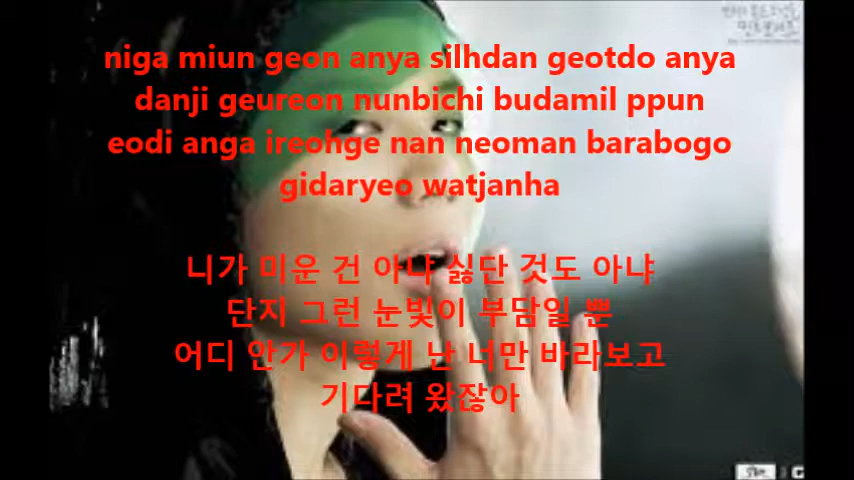 niga miun geon anya silhdan geotdo anya
danji geureon nunbichi budamil ppun
eodi anga ireohge nan neoman barabogo
gidaryeo watjanha
니가 미운 건 아냐 싫단 것도 아냐
단지 그런 눈빛이 부담일 뿐
어디 안가 이렇게 난 너만 바라보고
기다려 왔잖아